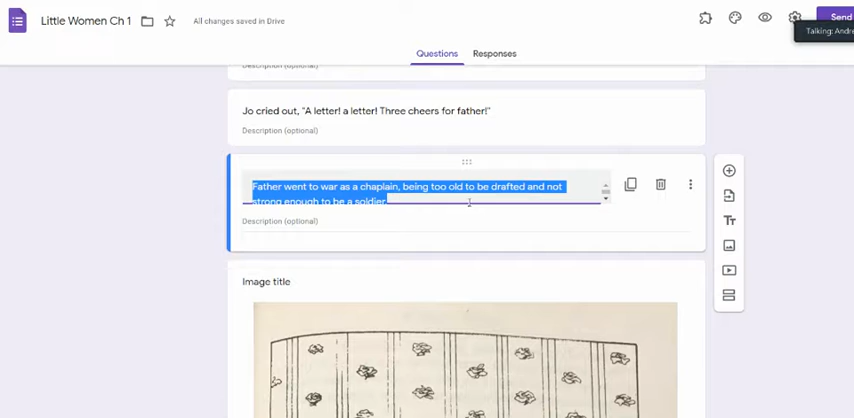 Little Women Ch 1
All changes saved in Drive
Send
Talking: Andre
Questions
Responses
Description (optional)
Jo cried out, "A letter! a letter! Three cheers for father!"
Description (optional)
Father went to war as a chaplain, being too old to be drafted and not
strong enough to be a soldier.
Description (optional)
Tt
Image title